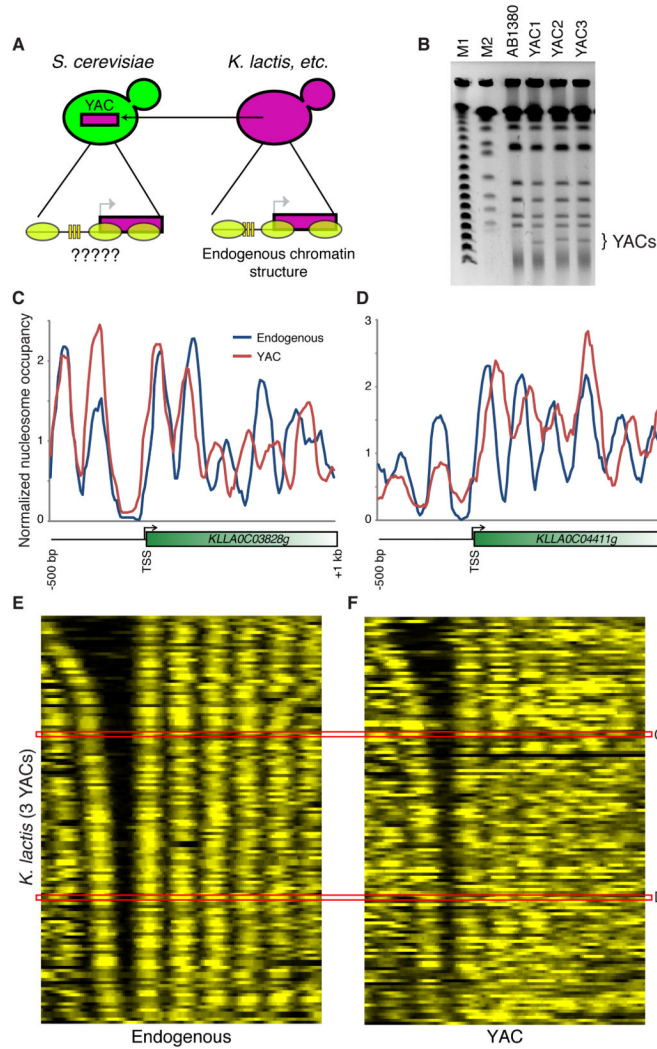 A
S. cerevisiae
K. lactis, etc.
YAC
?????
Endogenous chromatin
structure
B
M1
M2
AB1380
YAC1
YAC2
YAC3
} YACs
C
Normalized nucleosome occupancy
2
1
0
Endogenous
YAC
-500 bp
TSS
KLLA0C03828g
+1 kb
D
3
2
1
0
-500 bp
TSS
KLLA0C04411g
E
K. lactis (3 YACs)
Endogenous
F
YAC